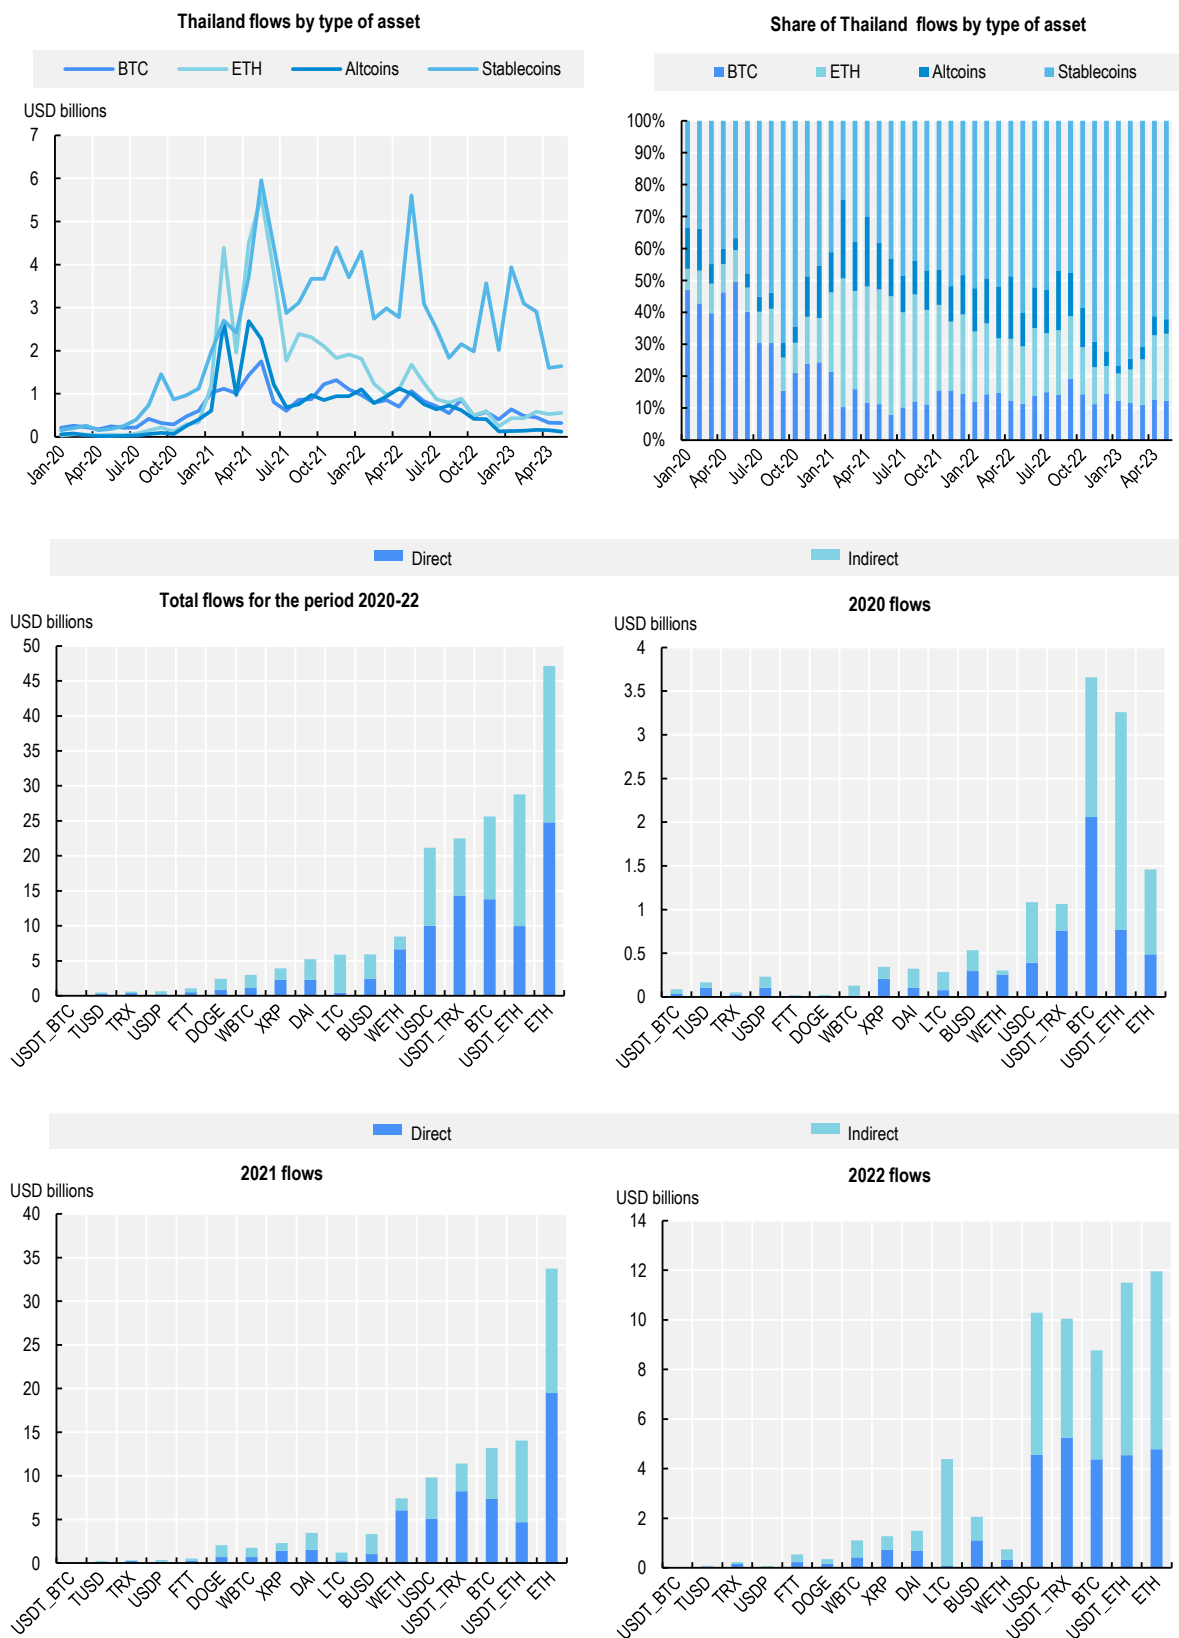 Thailand flows by type of asset
BTC ETH Altcoins Stablecoins
USD billions
7
6
5
4
3
2
1
0
Jan-20 Apr-20 Jul-20 Oct-20 Jan-21 Apr-21 Jul-21 Oct-21 Jan-22 Apr-22 Jul-22 Oct-22 Jan-23 Apr-23
Share of Thailand flows by type of asset
BTC ETH Altcoins Stablecoins
100%
90%
80%
70%
60%
50%
40%
30%
20%
10%
0%
Jan-20 Apr-20 Jul-20 Oct-20 Jan-21 Apr-21 Jul-21 Oct-21 Jan-22 Apr-22 Jul-22 Oct-22 Jan-23 Apr-23
Direct Indirect
Total flows for the period 2020-22
USD billions
50
45
40
35
30
25
20
15
10
5
0
USDT_BTC TUSD TRX USDP FTT DOGE WBTC XRP DAI LTC BUSD WETH USDC USDT_TRX BTC USDT_ETH ETH
2020 flows
USD billions
4
3.5
3
2.5
2
1.5
1
0.5
0
USDT_BTC TUSD TRX USDP FTT DOGE WBTC XRP DAI LTC BUSD WETH USDC USDT_TRX BTC USDT_ETH ETH
Direct Indirect
2021 flows
USD billions
40
35
30
25
20
15
10
5
0
USDT_BTC TUSD TRX USDP FTT DOGE WBTC XRP DAI LTC BUSD WETH USDC USDT_TRX BTC USDT_ETH ETH
2022 flows
USD billions
14
12
10
8
6
4
2
0
USDT_BTC TUSD TRX USDP FTT DOGE WBTC XRP DAI LTC BUSD WETH USDC USDT_TRX BTC USDT_ETH ETH